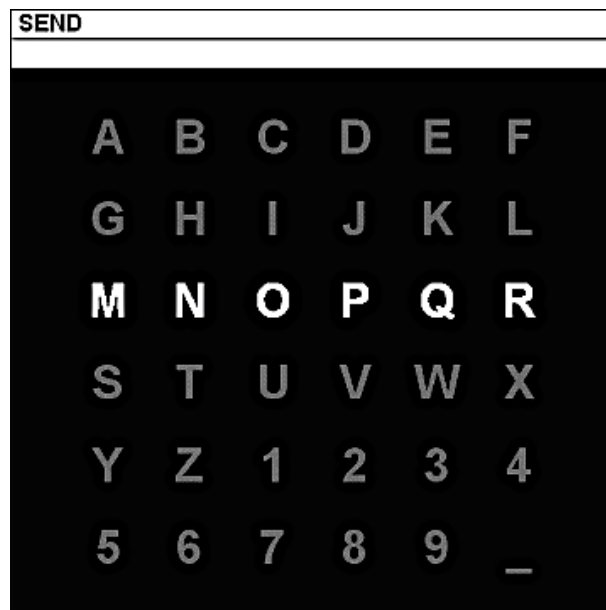 SEND
A B C D E F
G H I J K L
M N O P Q R
S T U V W X
Y Z 1 2 3 4
5 6 7 8 9 _